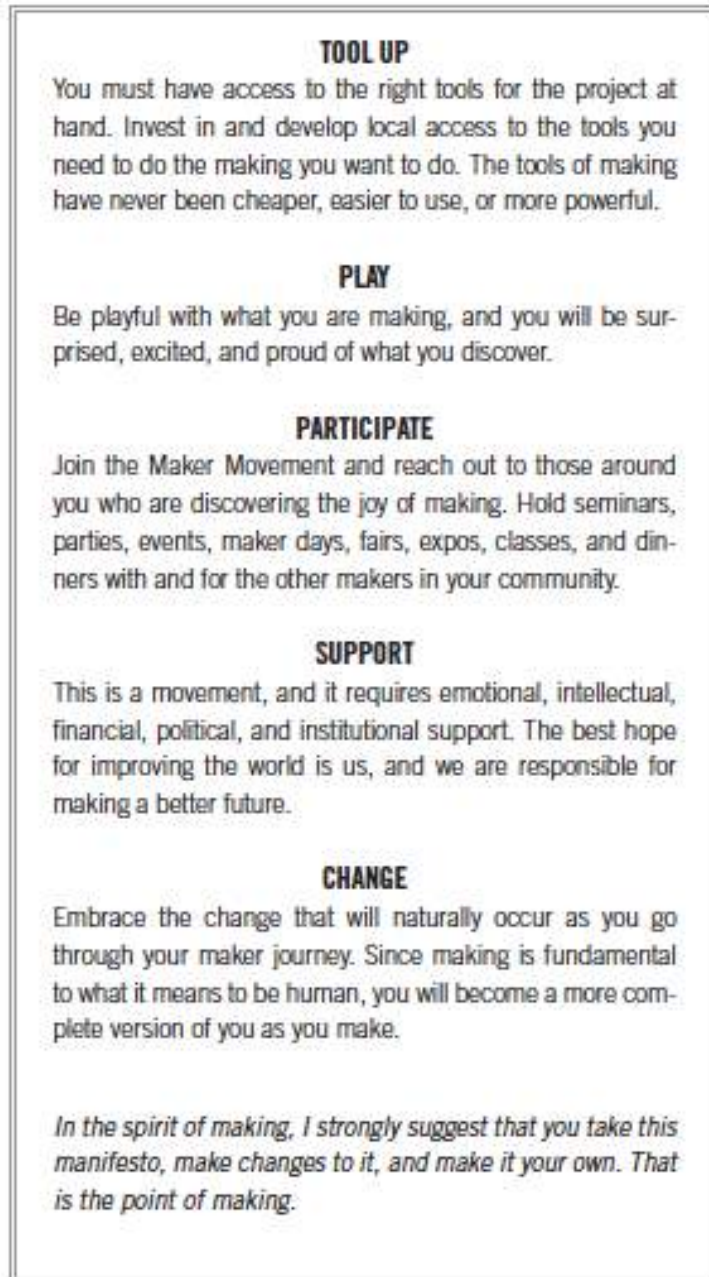 TOOL UP
You must have access to the right tools for the project at
hand. Invest in and develop local access to the tools you
need to do the making you want to do. The tools of making
have never been cheaper, easier to use, or more powerful.
PLAY
Be playful with what you are making, and you will be sur-
prised, excited, and proud of what you discover.
PARTICIPATE
Join the Maker Movement and reach out to those around
you who are discovering the joy of making. Hold seminars,
parties, events, maker days, fairs, expos, classes, and din-
ners with and for the other makers in your community.
SUPPORT
This is a movement, and it requires emotional, intellectual,
financial, political, and institutional support. The best hope
for improving the world is us, and we are responsible for
making a better future.
CHANGE
Embrace the change that will naturally occur as you go
through your maker journey. Since making is fundamental
to what it means to be human, you will become a more com-
plete version of you as you make.
In the spirit of making, I strongly suggest that you take this
manifesto, make changes to it, and make it your own. That
is the point of making.